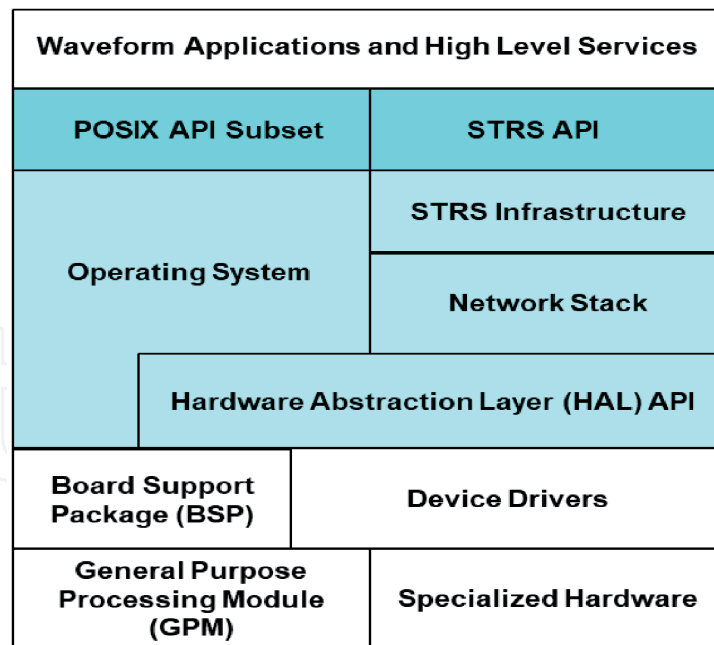 Waveform Applications and High Level Services
POSIX API Subset
STRS API
STRS Infrastructure
Operating System
Network Stack
Hardware Abstraction Layer (HAL) API
Board Support
Package (BSP)
Device Drivers
General Purpose
Processing Module
(GPM)
Specialized Hardware